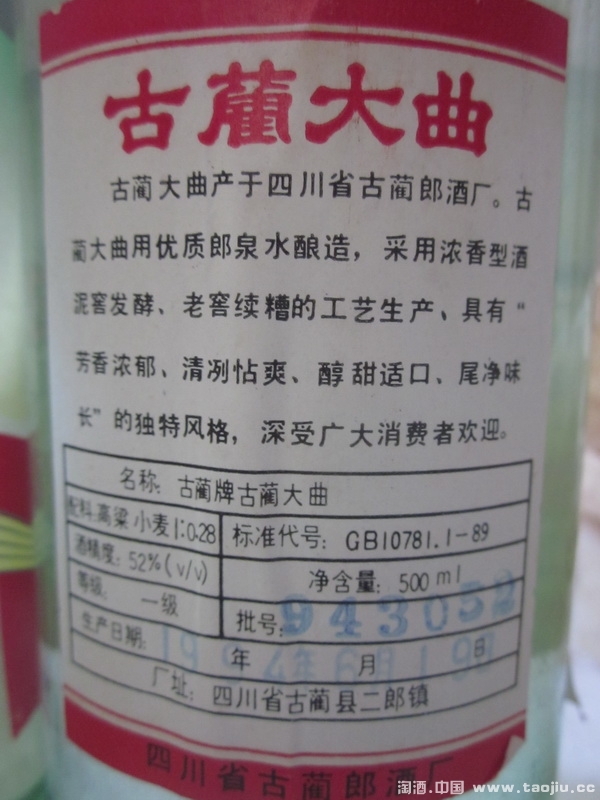 古蔺大曲
古蔺大曲产于四川省古蔺郎酒厂。古
蔺大曲用优质郎泉水酿造，采用浓香型酒
泥窖发酵、老窖续糟的工艺生产、具有“
芳香浓郁、清冽怗爽、醇甜适口、尾净味
长”的独特风格，深受广大消费者欢迎。
名称：古蔺牌古蔺大曲
配料：高粱 小麦 1:0.28 标准代号：GB10781.1-89
酒精度：52%(v/v) 净含量：500ml
等级：一级 批号：943052
生产日期： 年 月 日
1994年6月19日
厂址：四川省古蔺县二郎镇
四川省古蔺郎酒厂
淘酒.中国 www.taojiu.cc